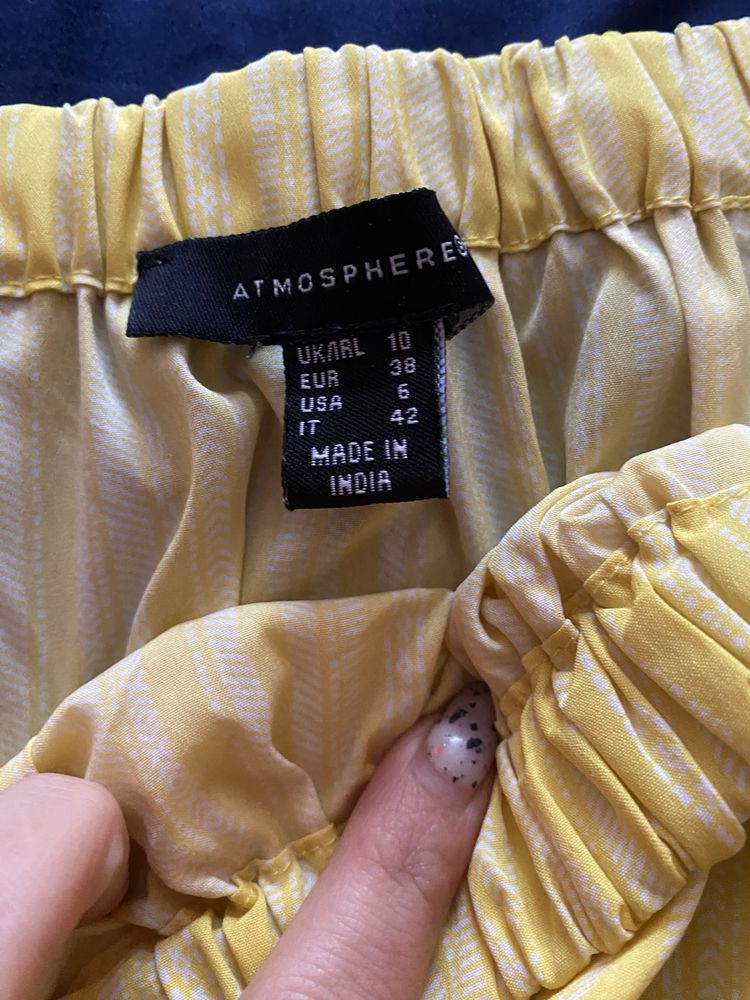 ATMOSPHERE®
UK/IRL 10
EUR 38
USA 6
IT 42
MADE IN
INDIA